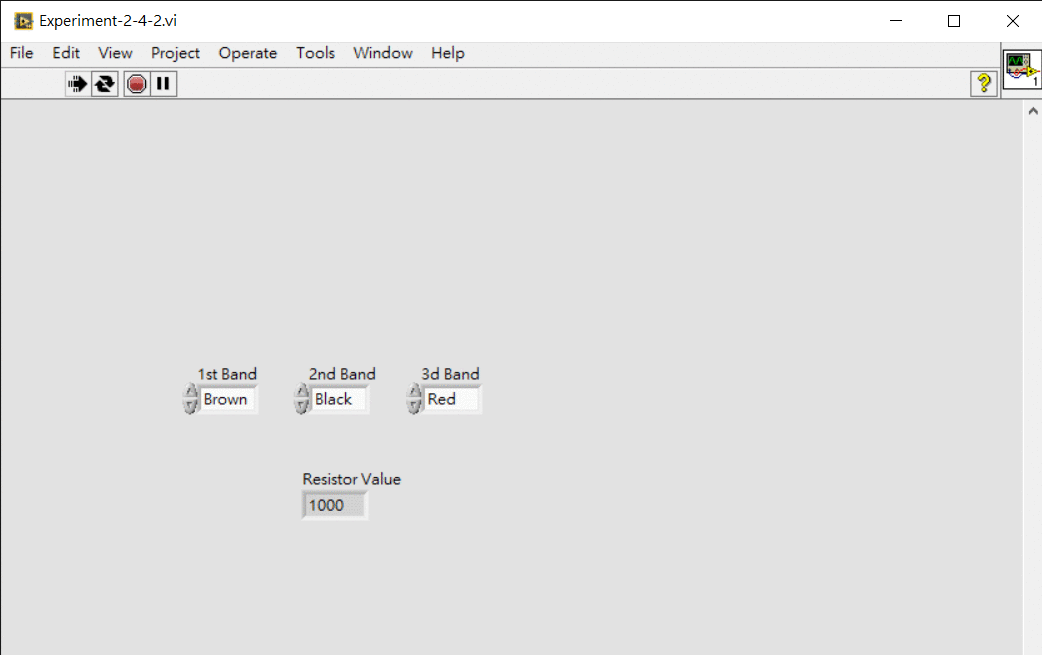 Experiment-2-4-2.vi
File Edit View Project Operate Tools Window Help
? 1
1st Band 2nd Band 3d Band
Brown Black Red
Resistor Value
1000